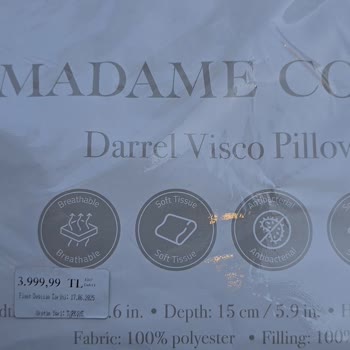 MADAME CO
Darrel Visco Pillow
Breathable
Breathable
Soft Tissue
Soft Tissue
Antibacterial
3.999,99 TL
6 in. • Depth: 15 cm / 5.9 in. • H
Fabric: 100% polyester • Filling: 100%